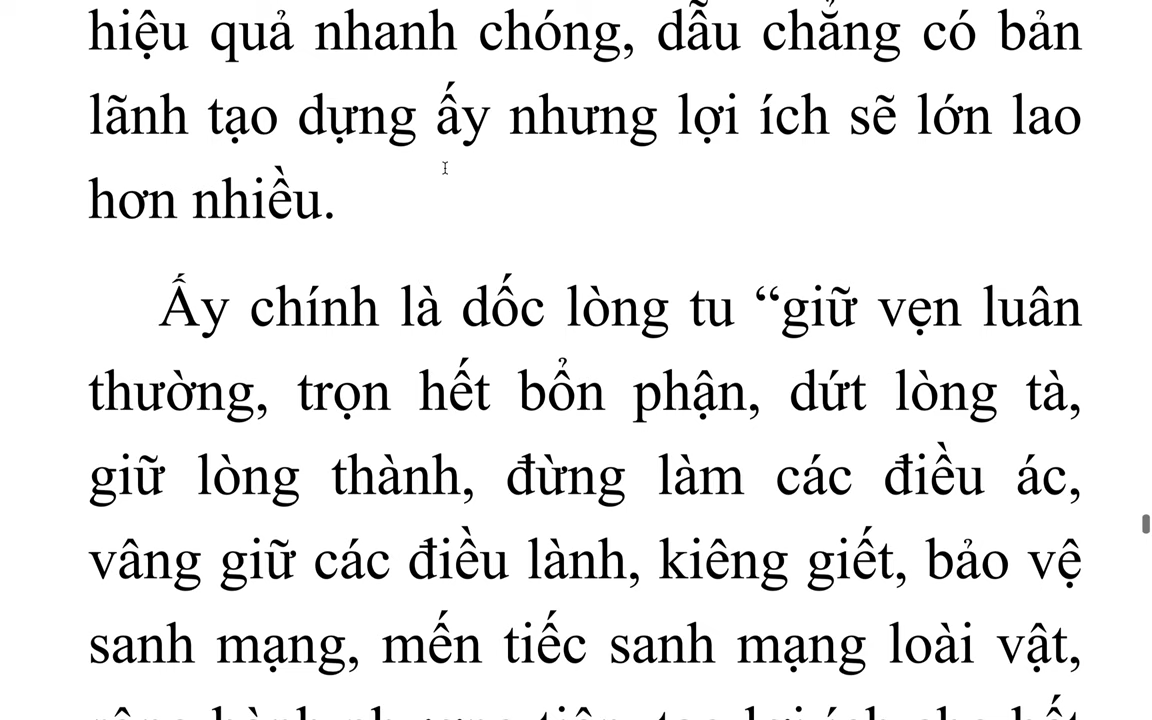 hiệu quả nhanh chóng, dẫu chẳng có bản
lãnh tạo dựng ấy nhưng lợi ích sẽ lớn lao
hơn nhiều.
Ấy chính là dốc lòng tu “giữ vẹn luân
thường, trọn hết bổn phận, dứt lòng tà,
giữ lòng thành, đừng làm các điều ác,
vâng giữ các điều lành, kiêng giết, bảo vệ
sanh mạng, mến tiếc sanh mạng loài vật,